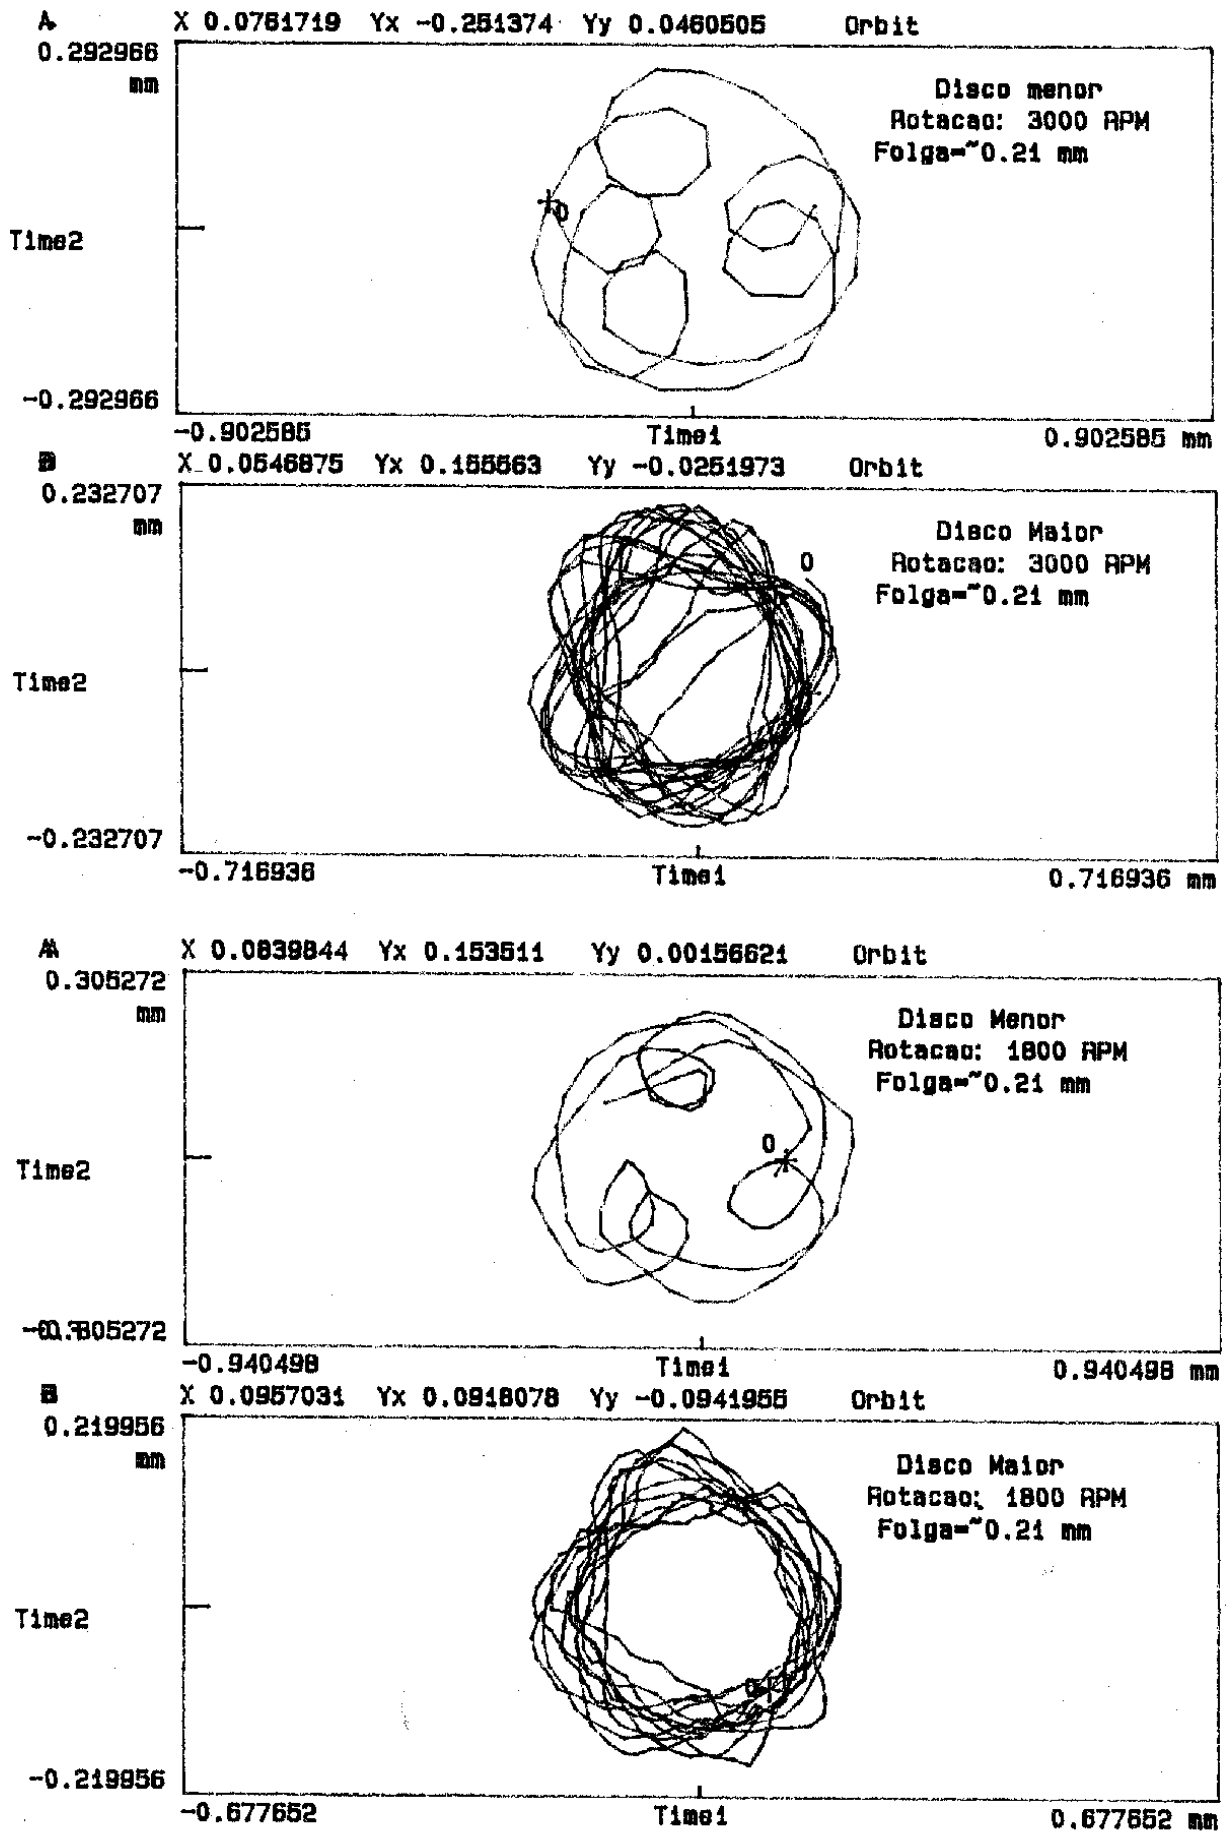 A X 0.0761719 Yx -0.251374 Yy 0.0460505 Orbit
0.292966
mm
Disco menor
Rotacao: 3000 RPM
Folga=~0.21 mm
0
Time2
-0.292966
-0.902585 Time1 0.902585 mm
B X 0.0546875 Yx 0.155563 Yy -0.0251973 Orbit
0.232707
mm
Disco Maior
Rotacao: 3000 RPM
Folga=~0.21 mm
0
Time2
-0.232707
-0.716936 Time1 0.716936 mm
A X 0.0839844 Yx 0.153511 Yy 0.00156621 Orbit
0.305272
mm
Disco Menor
Rotacao: 1800 RPM
Folga=~0.21 mm
0
Time2
-0.305272
-0.940498 Time1 0.940498 mm
B X 0.0957031 Yx 0.0918078 Yy -0.0941955 Orbit
0.219956
mm
Disco Maior
Rotacao: 1800 RPM
Folga=~0.21 mm
Time2
0
-0.219956
-0.677652 Time1 0.677652 mm